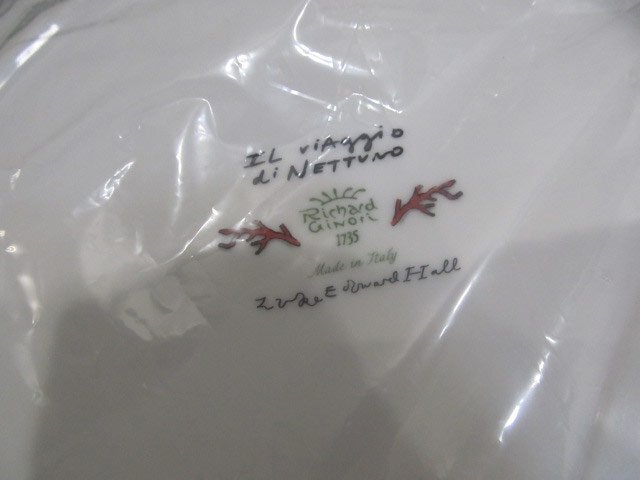 IL viAggio
di NETTUNO
Richard
GiNori
1735
Made in Italy
Luke Edward Hall